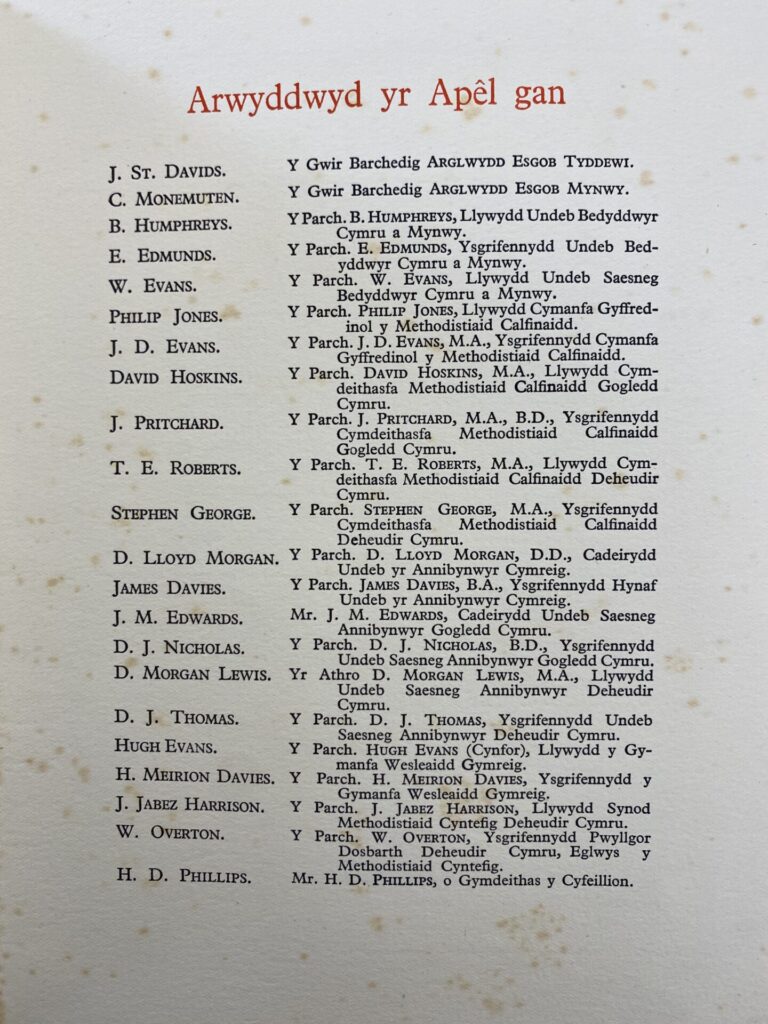 Arwyddwyd yr Apêl gan
J. St. Davids. Y Gwir Barchedig Arglwydd Esgob Tyddewi.
C. Monemuten. Y Gwir Barchedig Arglwydd Esgob Mynwy.
B. Humphreys. Y Parch. B. Humphreys, Llywydd Undeb Bedyddwyr
Cymru a Mynwy.
E. Edmunds. Y Parch. E. Edmunds, Ysgrifennydd Undeb Bed-
yddwyr Cymru a Mynwy.
W. Evans. Y Parch. W. Evans, Llywydd Undeb Saesneg
Bedyddwyr Cymru a Mynwy.
Philip Jones. Y Parch. Philip Jones, Llywydd Cymanfa Gyffred-
inol y Methodistiaid Calfinaidd.
J. D. Evans. Y Parch. J. D. Evans, M.A., Ysgrifennydd Cymanfa
Gyffredinol y Methodistiaid Calfinaidd.
David Hoskins. Y Parch. David Hoskins, M.A., Llywydd Cym-
deithasfa Methodistiaid Calfinaidd Gogledd
Cymru.
J. Pritchard. Y Parch. J. Pritchard, M.A., B.D., Ysgrifennydd
Cymdeithasfa Methodistiaid Calfinaidd
Gogledd Cymru.
T. E. Roberts. Y Parch. T. E. Roberts, M.A., Llywydd Cym-
deithasfa Methodistiaid Calfinaidd Deheudir
Cymru.
Stephen George. Y Parch. Stephen George, M.A., Ysgrifennydd
Cymdeithasfa Methodistiaid Calfinaidd
Deheudir Cymru.
D. Lloyd Morgan. Y Parch. D. Lloyd Morgan, D.D., Cadeirydd
Undeb yr Annibynwyr Cymreig.
James Davies. Y Parch. James Davies, B.A., Ysgrifennydd Hynaf
Undeb yr Annibynwyr Cymreig.
J. M. Edwards. Mr. J. M. Edwards, Cadeirydd Undeb Saesneg
Annibynwyr Gogledd Cymru.
D. J. Nicholas. Y Parch. D. J. Nicholas, B.D., Ysgrifennydd
Undeb Saesneg Annibynwyr Gogledd Cymru.
D. Morgan Lewis. Yr Athro D. Morgan Lewis, M.A., Llywydd
Undeb Saesneg Annibynwyr Deheudir
Cymru.
D. J. Thomas. Y Parch. D. J. Thomas, Ysgrifennydd Undeb
Saesneg Annibynwyr Deheudir Cymru.
Hugh Evans. Y Parch. Hugh Evans (Cynfor), Llywydd y Gy-
manfa Wesleaidd Gymreig.
H. Meirion Davies. Y Parch. H. Meirion Davies, Ysgrifennydd y
Gymanfa Wesleaidd Gymreig.
J. Jabez Harrison. Y Parch. J. Jabez Harrison, Llywydd Synod
Methodistiaid Cyntefig Deheudir Cymru.
W. Overton. Y Parch. W. Overton, Ysgrifennydd Pwyllgor
Dosbarth Deheudir Cymru, Eglwys y
Methodistiaid Cyntefig.
H. D. Phillips. Mr. H. D. Phillips, o Gymdeithas y Cyfeillion.